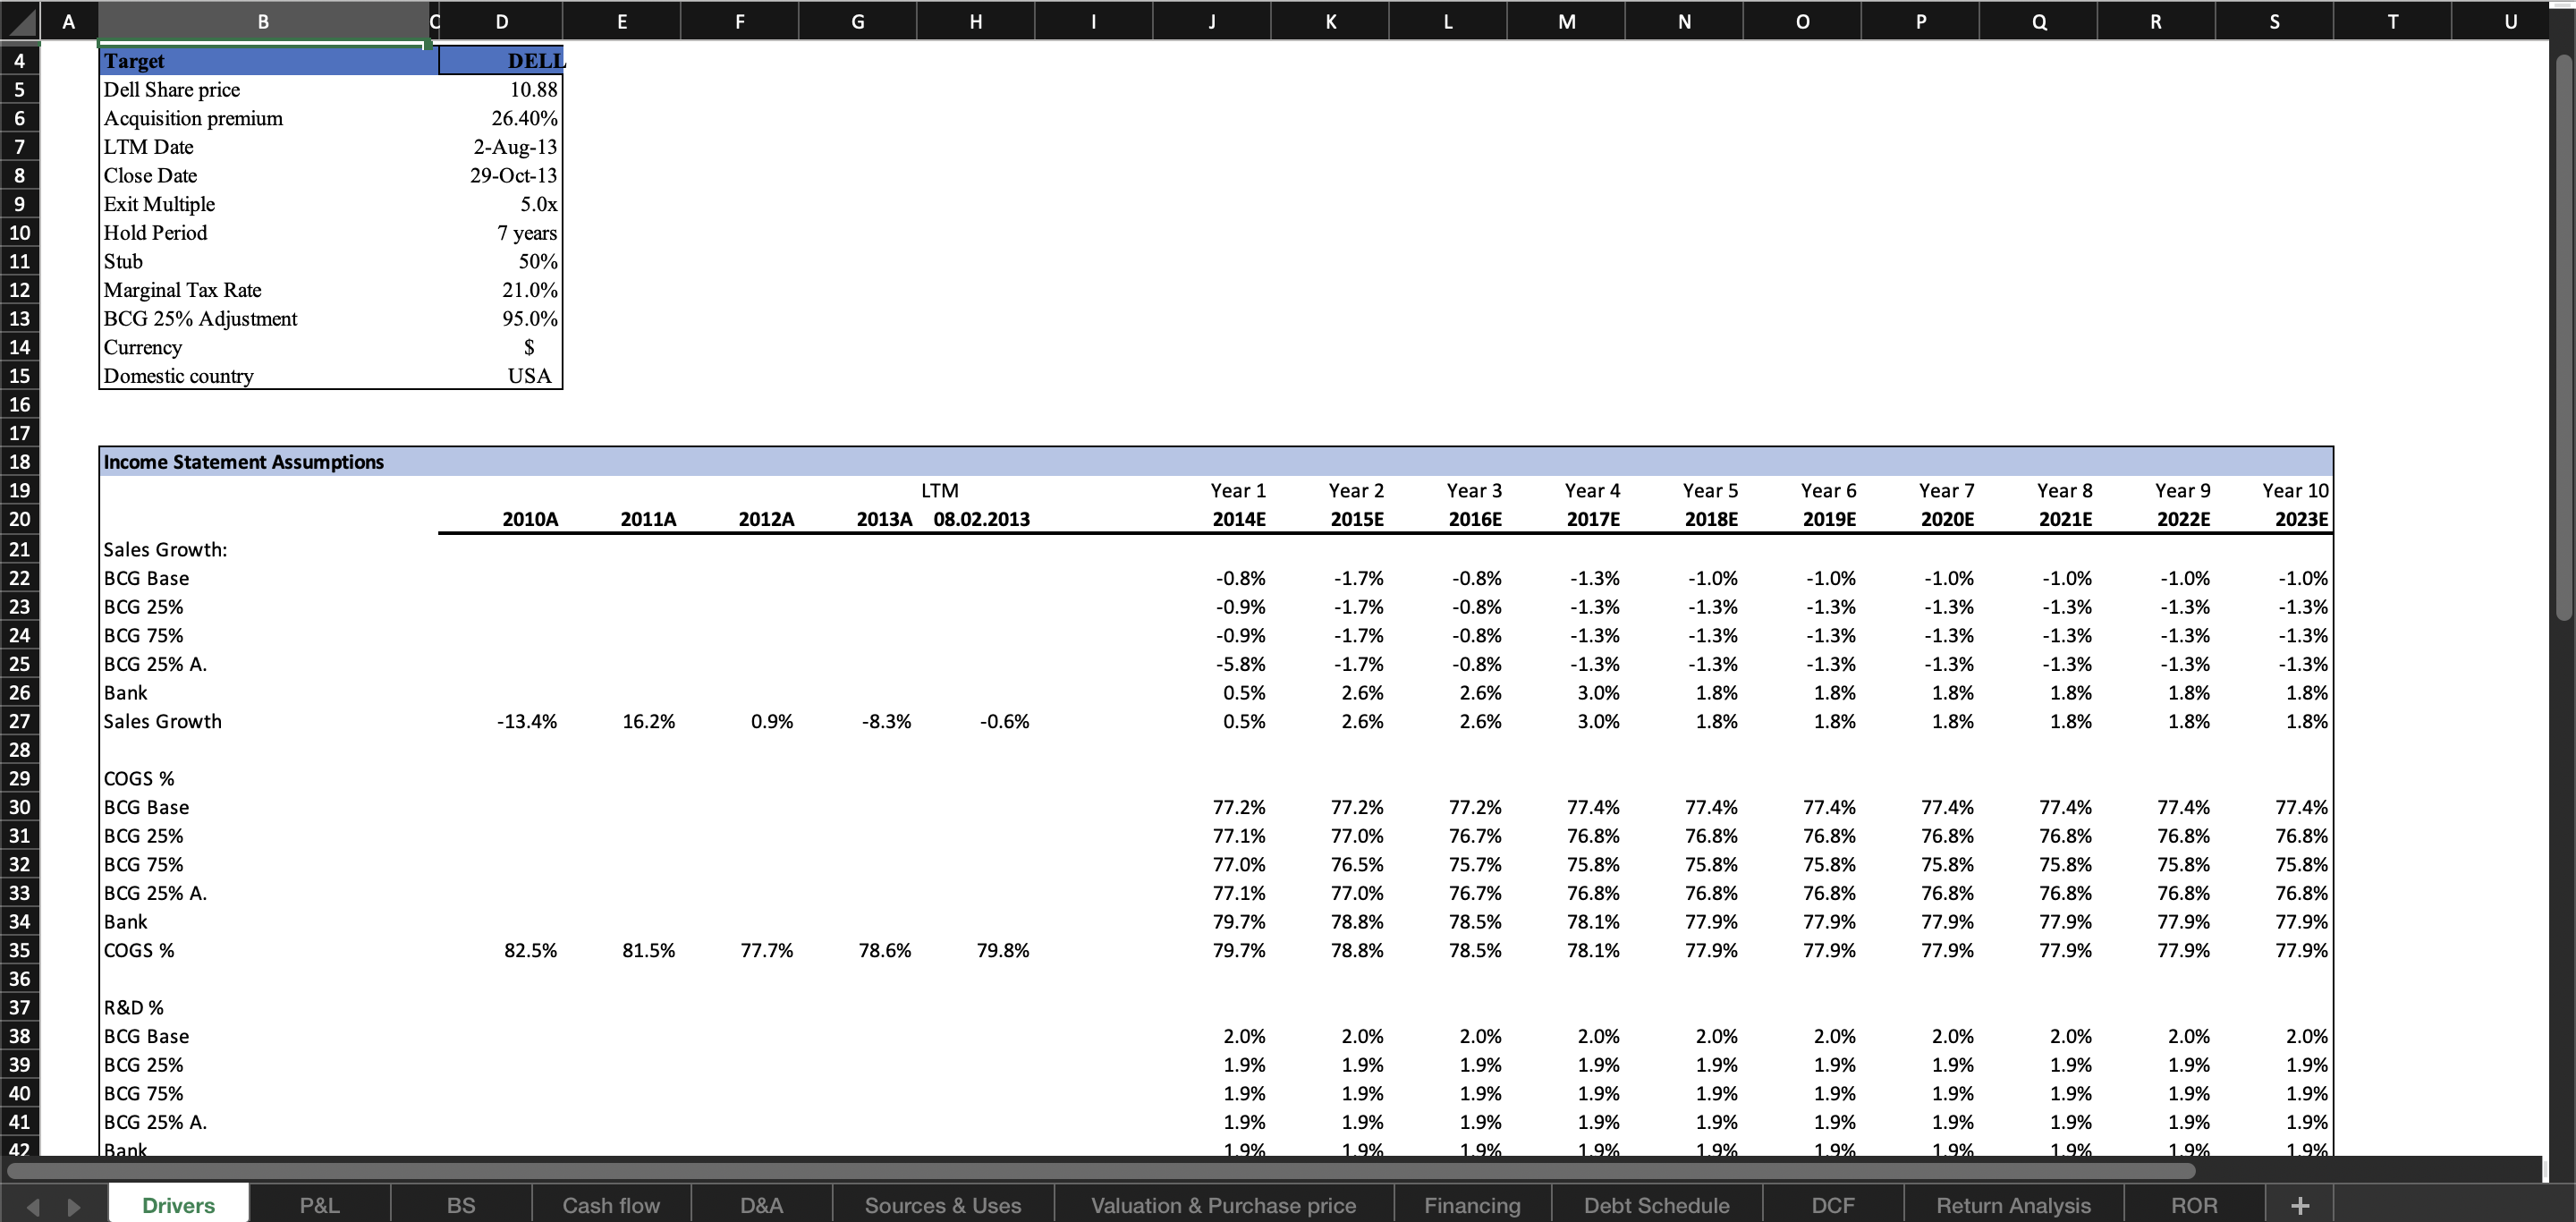 A B C D E F G H I J K L M N O P Q R S T U
4 Target DELL
5 Dell Share price 10.88
6 Acquisition premium 26.40%
7 LTM Date 2-Aug-13
8 Close Date 29-Oct-13
9 Exit Multiple 5.0x
10 Hold Period 7 years
11 Stub 50%
12 Marginal Tax Rate 21.0%
13 BCG 25% Adjustment 95.0%
14 Currency $
15 Domestic country USA
16
17
18 Income Statement Assumptions
19 LTM Year 1 Year 2 Year 3 Year 4 Year 5 Year 6 Year 7 Year 8 Year 9 Year 10
20 2010A 2011A 2012A 2013A 08.02.2013 2014E 2015E 2016E 2017E 2018E 2019E 2020E 2021E 2022E 2023E
21 Sales Growth:
22 BCG Base -0.8% -1.7% -0.8% -1.3% -1.0% -1.0% -1.0% -1.0% -1.0% -1.0%
23 BCG 25% -0.9% -1.7% -0.8% -1.3% -1.3% -1.3% -1.3% -1.3% -1.3% -1.3%
24 BCG 75% -0.9% -1.7% -0.8% -1.3% -1.3% -1.3% -1.3% -1.3% -1.3% -1.3%
25 BCG 25% A. -5.8% -1.7% -0.8% -1.3% -1.3% -1.3% -1.3% -1.3% -1.3% -1.3%
26 Bank 0.5% 2.6% 2.6% 3.0% 1.8% 1.8% 1.8% 1.8% 1.8% 1.8%
27 Sales Growth -13.4% 16.2% 0.9% -8.3% -0.6% 0.5% 2.6% 2.6% 3.0% 1.8% 1.8% 1.8% 1.8% 1.8% 1.8%
28
29 COGS %
30 BCG Base 77.2% 77.2% 77.2% 77.4% 77.4% 77.4% 77.4% 77.4% 77.4% 77.4%
31 BCG 25% 77.1% 77.0% 76.7% 76.8% 76.8% 76.8% 76.8% 76.8% 76.8% 76.8%
32 BCG 75% 77.0% 76.5% 75.7% 75.8% 75.8% 75.8% 75.8% 75.8% 75.8% 75.8%
33 BCG 25% A. 77.1% 77.0% 76.7% 76.8% 76.8% 76.8% 76.8% 76.8% 76.8% 76.8%
34 Bank 79.7% 78.8% 78.5% 78.1% 77.9% 77.9% 77.9% 77.9% 77.9% 77.9%
35 COGS % 82.5% 81.5% 77.7% 78.6% 79.8% 79.7% 78.8% 78.5% 78.1% 77.9% 77.9% 77.9% 77.9% 77.9% 77.9%
36
37 R&D %
38 BCG Base 2.0% 2.0% 2.0% 2.0% 2.0% 2.0% 2.0% 2.0% 2.0% 2.0%
39 BCG 25% 1.9% 1.9% 1.9% 1.9% 1.9% 1.9% 1.9% 1.9% 1.9% 1.9%
40 BCG 75% 1.9% 1.9% 1.9% 1.9% 1.9% 1.9% 1.9% 1.9% 1.9% 1.9%
41 BCG 25% A. 1.9% 1.9% 1.9% 1.9% 1.9% 1.9% 1.9% 1.9% 1.9% 1.9%
42 Bank 1.9% 1.9% 1.9% 1.9% 1.9% 1.9% 1.9% 1.9% 1.9% 1.9%
Drivers P&L BS Cash flow D&A Sources & Uses Valuation & Purchase price Financing Debt Schedule DCF Return Analysis ROR +